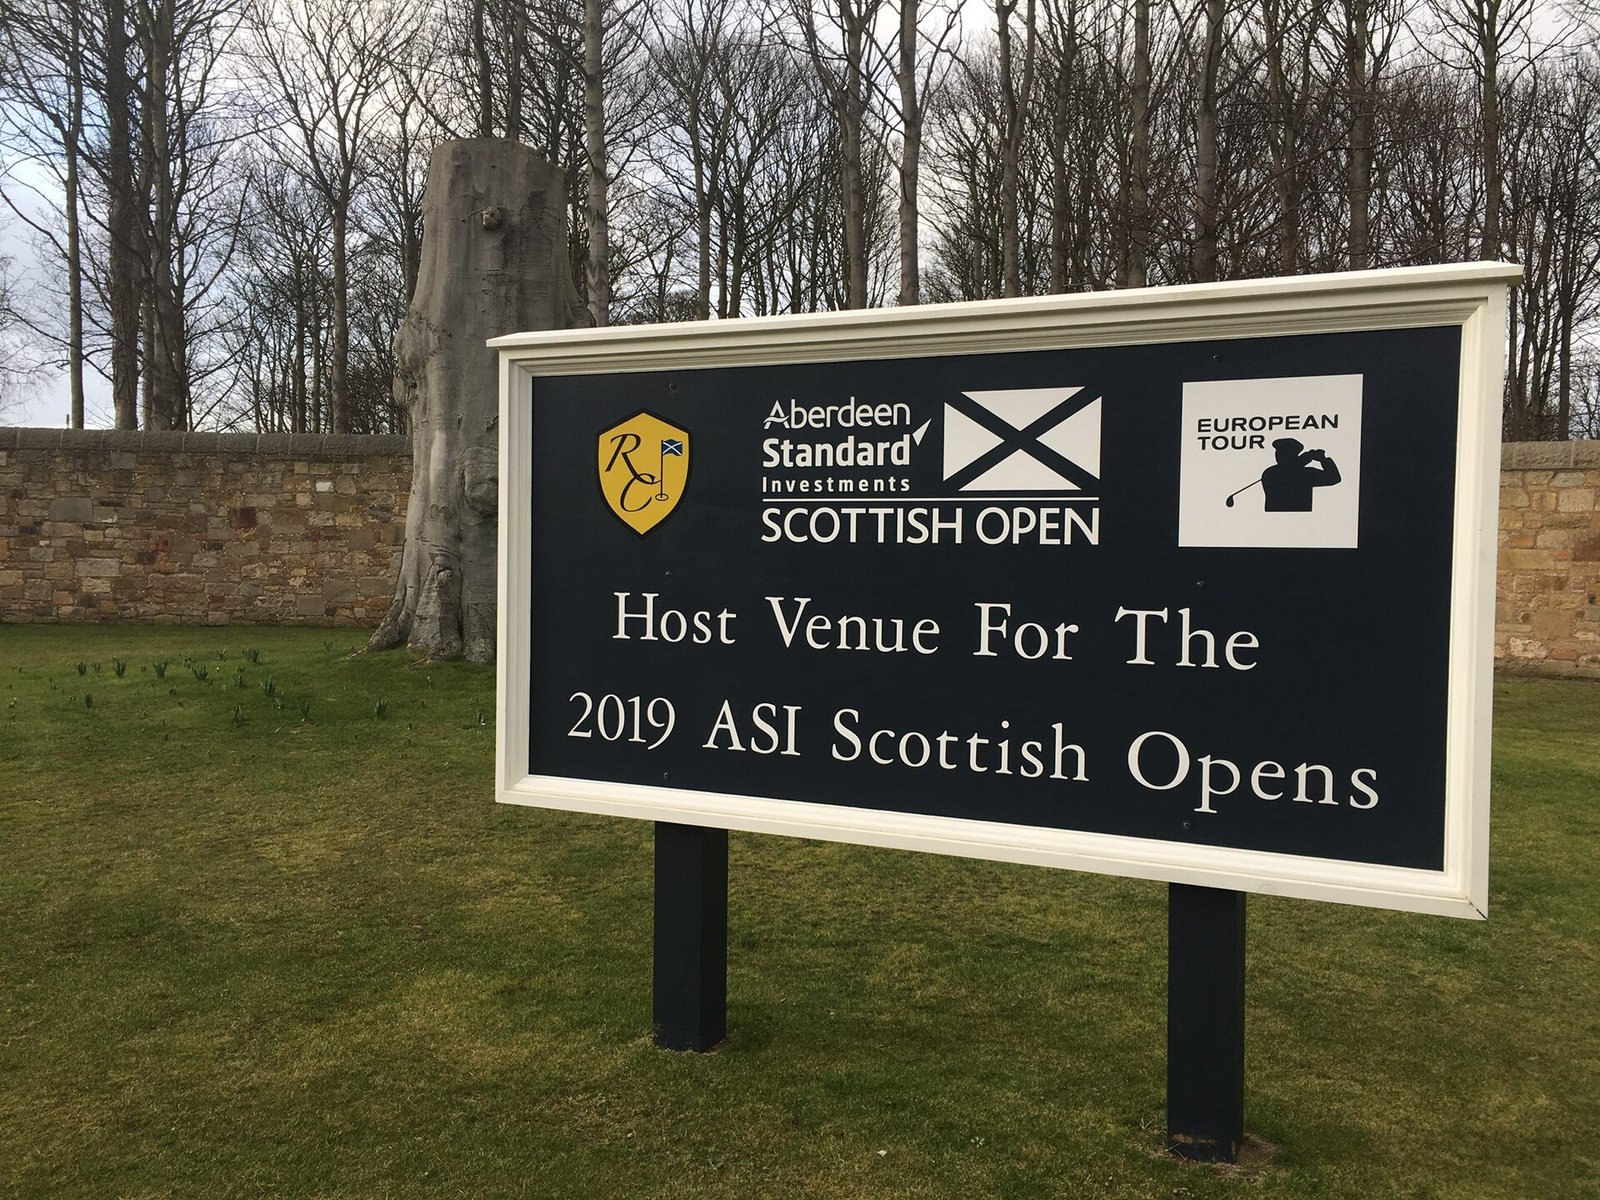 RC
Aberdeen
Standard
Investments
SCOTTISH OPEN
EUROPEAN
TOUR
Host Venue For The
2019 ASI Scottish Opens